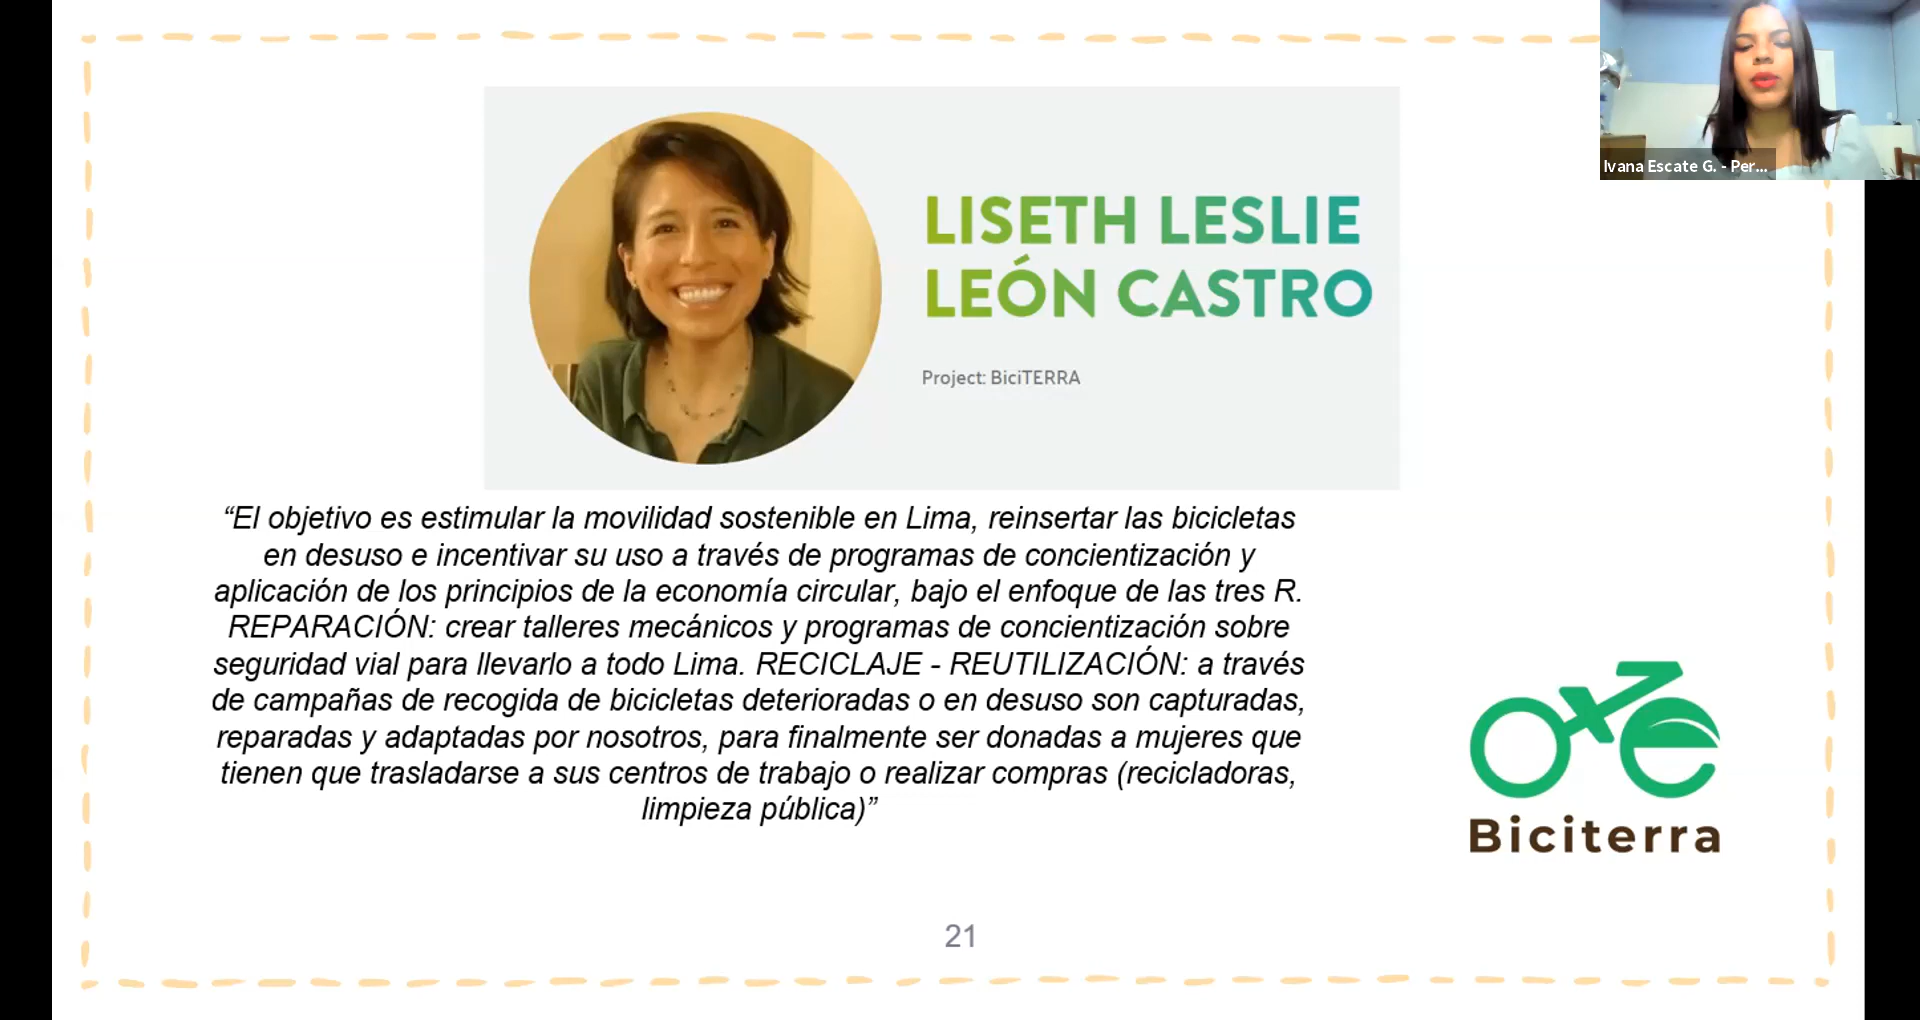 Ivana Escate G. - Per...
LISETH LESLIE
LEÓN CASTRO
Project: BiciTERRA
“El objetivo es estimular la movilidad sostenible en Lima, reinsertar las bicicletas
en desuso e incentivar su uso a través de programas de concientización y
aplicación de los principios de la economía circular, bajo el enfoque de las tres R.
REPARACIÓN: crear talleres mecánicos y programas de concientización sobre
seguridad vial para llevarlo a todo Lima. RECICLAJE - REUTILIZACIÓN: a través
de campañas de recogida de bicicletas deterioradas o en desuso son capturadas,
reparadas y adaptadas por nosotros, para finalmente ser donadas a mujeres que
tienen que trasladarse a sus centros de trabajo o realizar compras (recicladoras,
limpieza pública)”
Biciterra
21